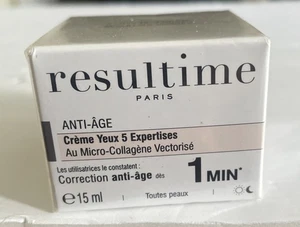 resultime
PARIS
ANTI-ÂGE
Crème Yeux 5 Expertises
Au Micro-Collagène Vectorisé
Les utilisatrices le constatent :
Correction anti-âge dès 1 MIN*
e 15 ml Toutes peaux